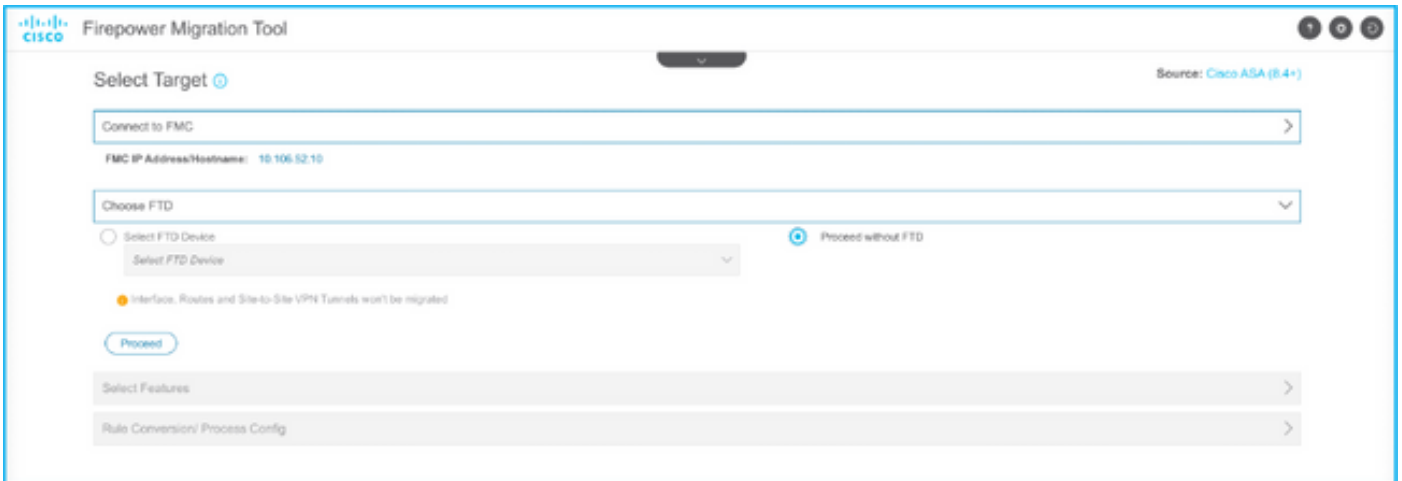 CISCO
Firepower Migration Tool
?
Select Target
Source: Cisco ASA (8.4+)
Connect to FMC
FMC IP Address/Hostname: 10.106.52.10
Choose FTD
Select FTD Device
Proceed without FTD
Select FTD Device
Interface, Routes and Site-to-Site VPN Tunnels won't be migrated
Proceed
Select Features
Rule Conversion/ Process Config